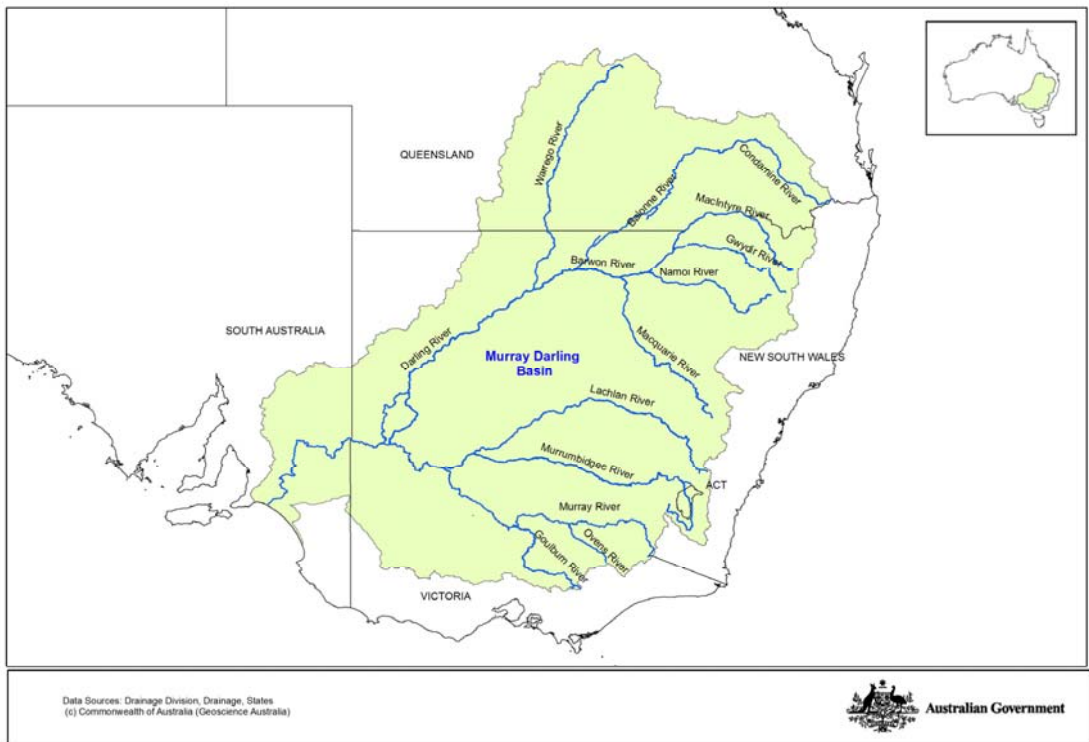 QUEENSLAND
Warrego River
Balonne River
Condamine River
MacIntyre River
Gwydir River
Barwon River
Namoi River
SOUTH AUSTRALIA
Darling River
Murray Darling
Basin
Macquarie River
NEW SOUTH WALES
Lachlan River
Murrumbidgee River
ACT
Murray River
Goulburn River
Ovens River
VICTORIA
Data Sources: Drainage Division, Drainage, States
(c) Commonwealth of Australia (Geoscience Australia)
Australian Government